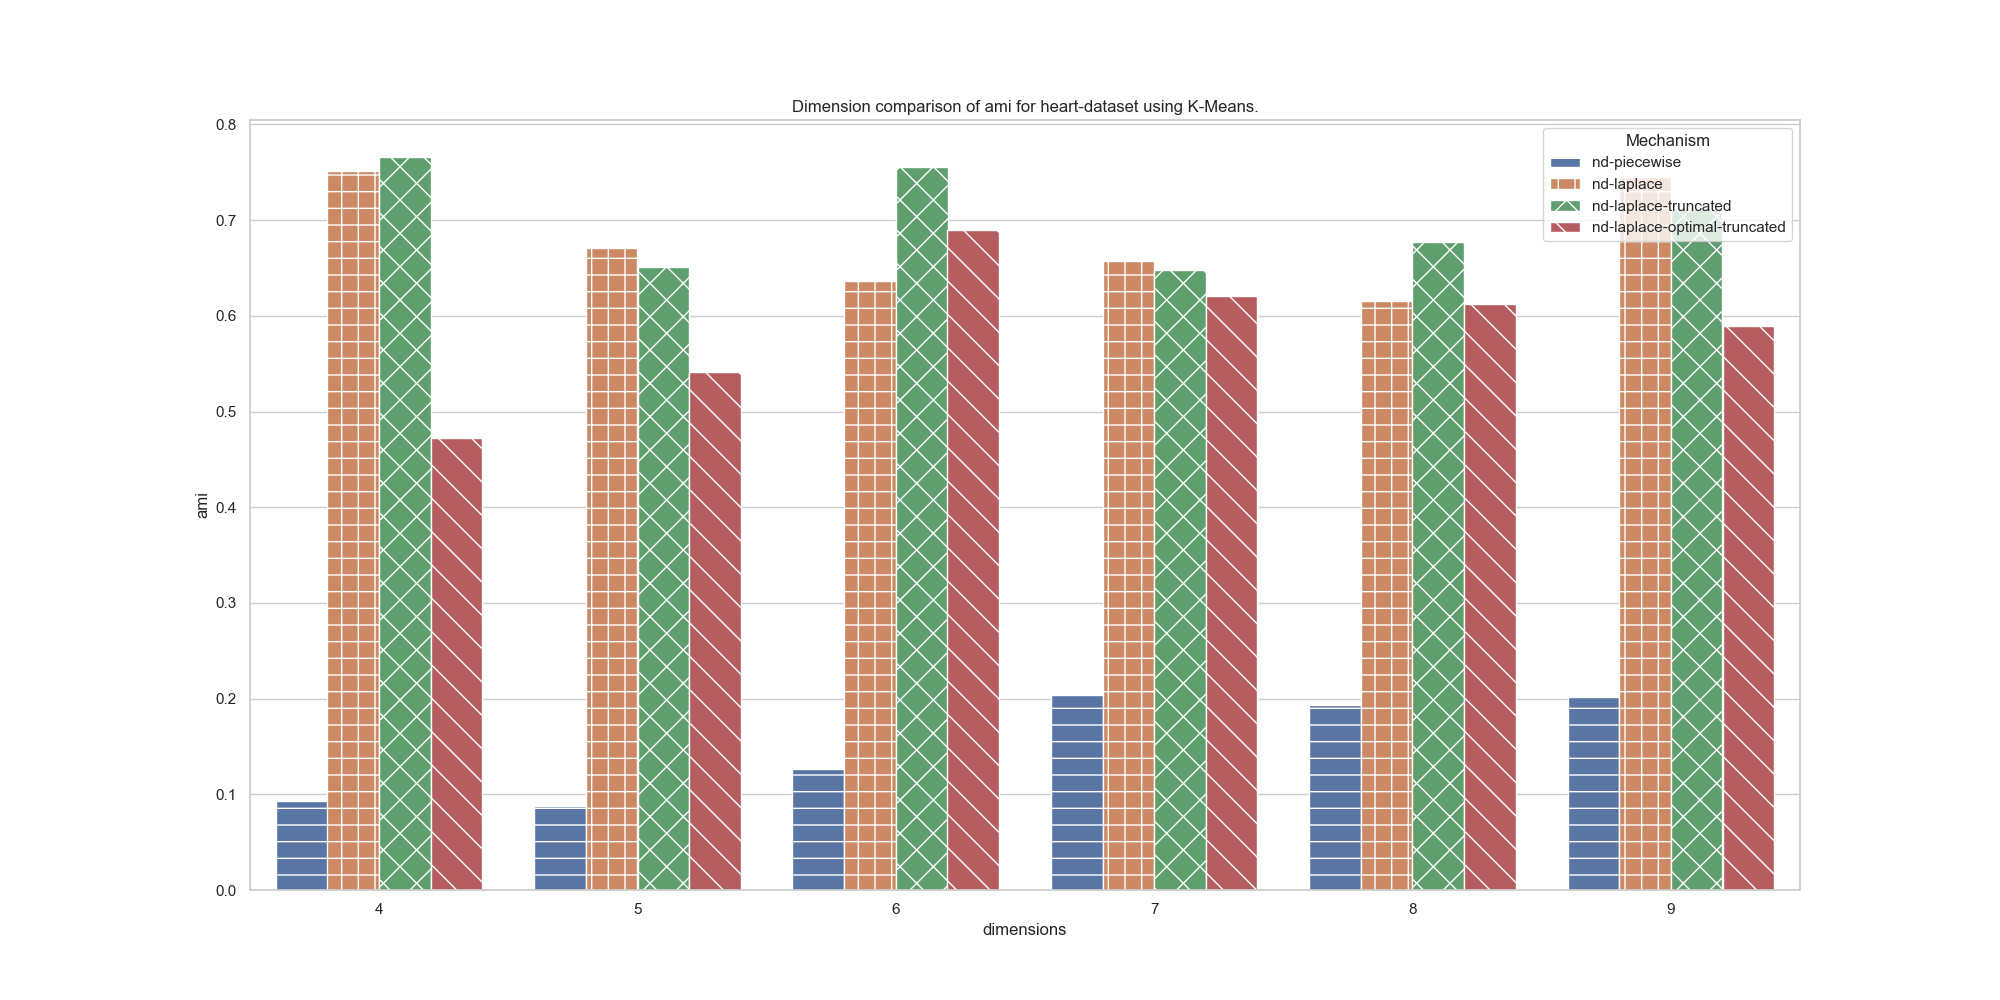 Dimension comparison of ami for heart-dataset using K-Means.
Mechanism
nd-piecewise
nd-laplace
nd-laplace-truncated
nd-laplace-optimal-truncated
ami
0.8
0.7
0.6
0.5
0.4
0.3
0.2
0.1
0.0
4 5 6 7 8 9
dimensions